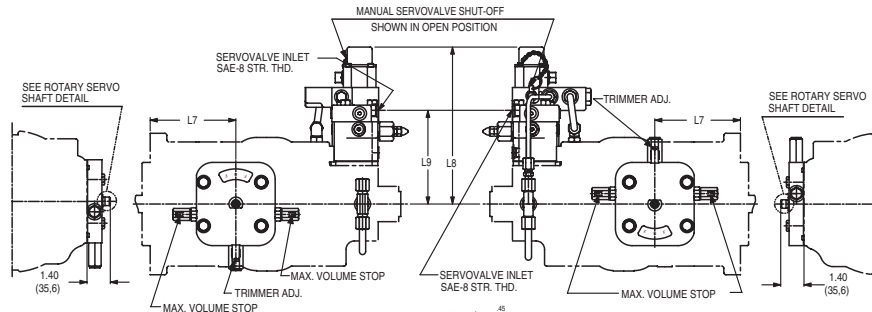 MANUAL SERVOVALVE SHUT-OFF
SHOWN IN OPEN POSITION
SERVOVALVE INLET
SAE-8 STR. THD.
SEE ROTARY SERVO
SHAFT DETAIL
L7
L9
L8
TRIMMER ADJ.
L7
SEE ROTARY SERVO
SHAFT DETAIL
1.40
(35,6)
MAX. VOLUME STOP
TRIMMER ADJ.
MAX. VOLUME STOP
SERVOVALVE INLET
SAE-8 STR. THD.
MAX. VOLUME STOP
1.40
(35,6)
.45